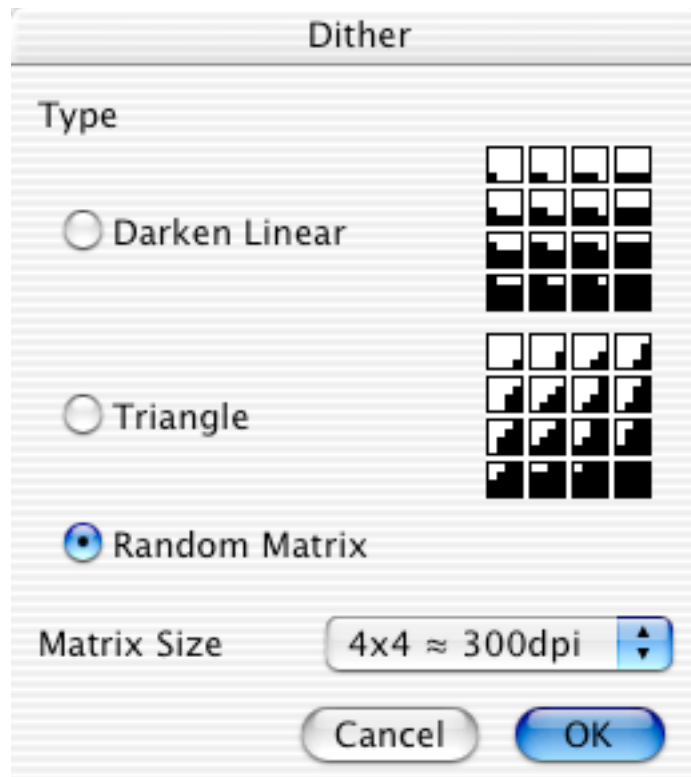 Dither
Type
Darken Linear
Triangle
Random Matrix
Matrix Size 4x4 ≈ 300dpi
Cancel OK